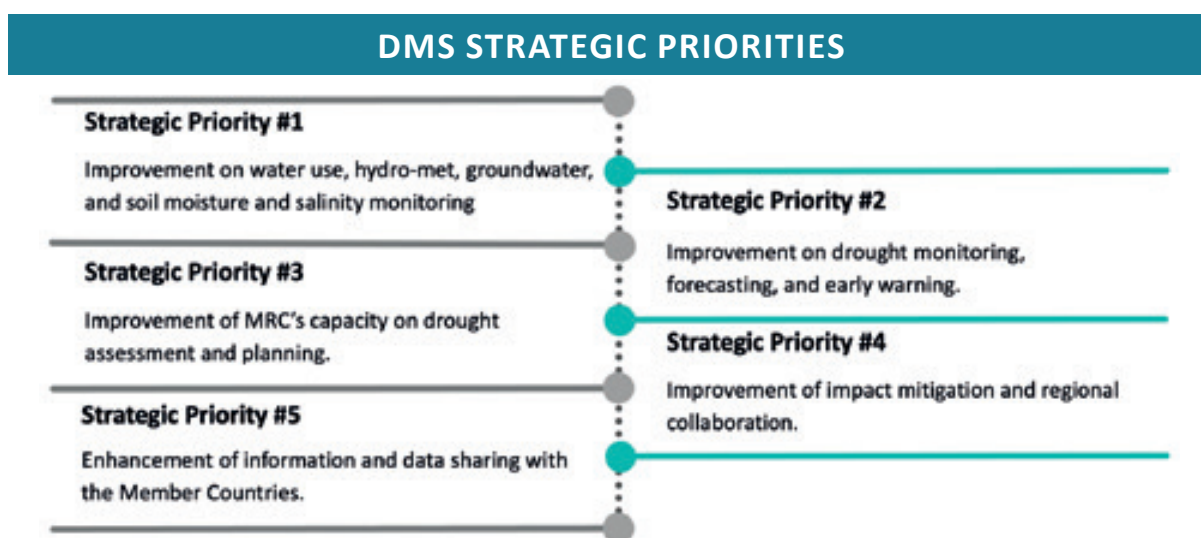 DMS STRATEGIC PRIORITIES
Strategic Priority #1
Improvement on water use, hydro-met, groundwater,
and soil moisture and salinity monitoring
Strategic Priority #2
Improvement on drought monitoring,
forecasting, and early warning.
Strategic Priority #3
Improvement of MRC's capacity on drought
assessment and planning.
Strategic Priority #4
Improvement of impact mitigation and regional
collaboration.
Strategic Priority #5
Enhancement of information and data sharing with
the Member Countries.